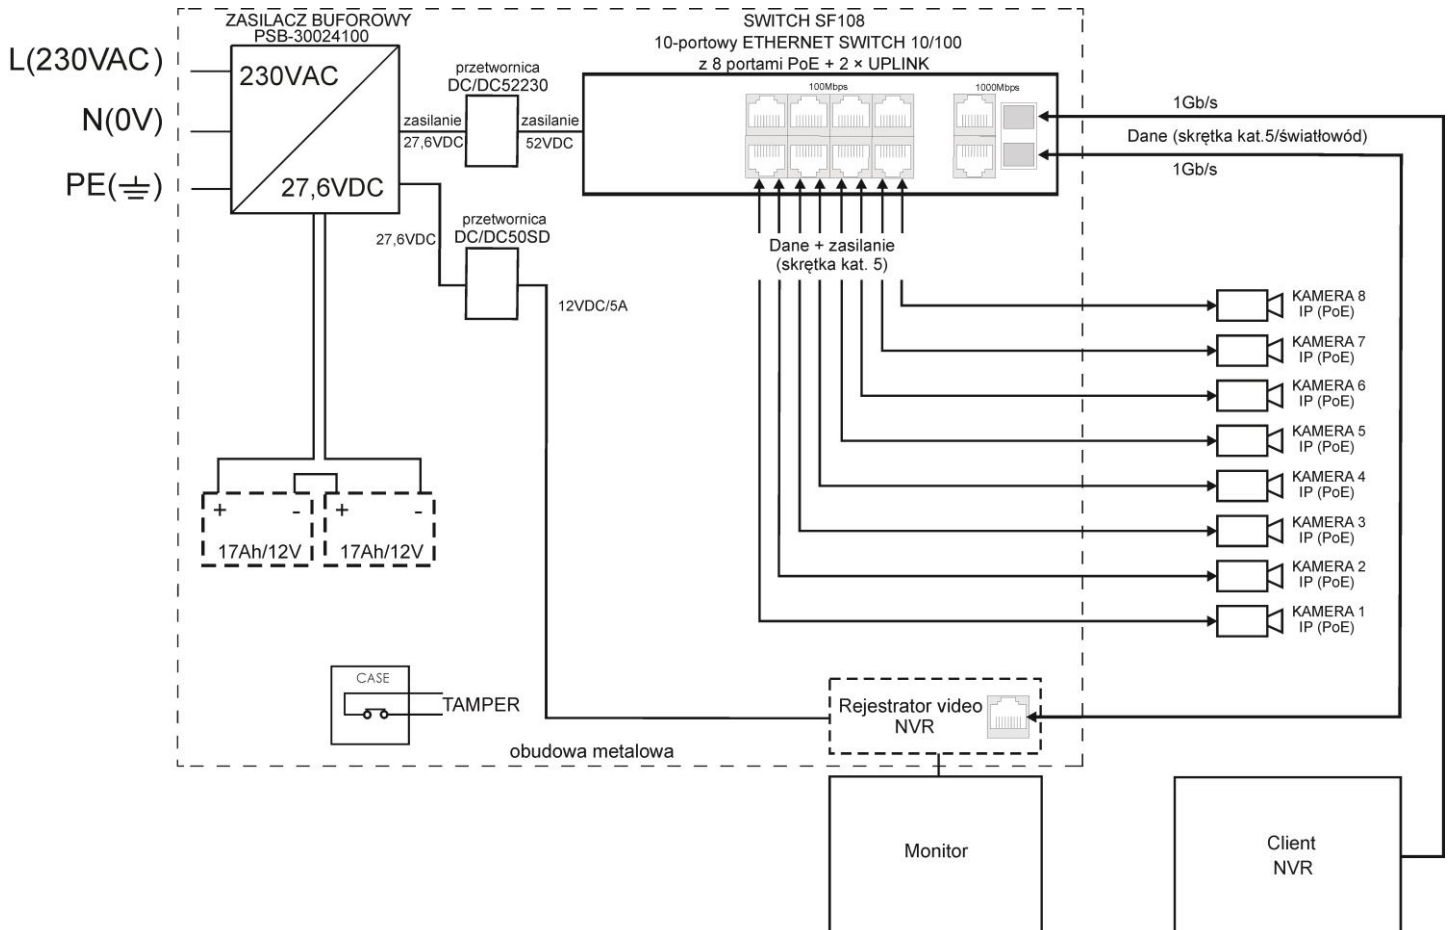 ZASILACZ BUFOROWY
PSB-30024100
L(230VAC)
N(0V)
PE(⏚)
230VAC
27,6VDC
przetwornica
DC/DC52230
zasilanie
27,6VDC
zasilanie
52VDC
SWITCH SF108
10-portowy ETHERNET SWITCH 10/100
z 8 portami PoE + 2 × UPLINK
100Mbps
1000Mbps
1Gb/s
Dane (skrętka kat.5/światłowód)
1Gb/s
przetwornica
DC/DC50SD
27,6VDC
12VDC/5A
Dane + zasilanie
(skrętka kat. 5)
KAMERA 8
IP (PoE)
KAMERA 7
IP (PoE)
KAMERA 6
IP (PoE)
KAMERA 5
IP (PoE)
KAMERA 4
IP (PoE)
KAMERA 3
IP (PoE)
KAMERA 2
IP (PoE)
KAMERA 1
IP (PoE)
+ -
17Ah/12V
+ -
17Ah/12V
CASE
TAMPER
obudowa metalowa
Rejestrator video
NVR
Monitor
Client
NVR